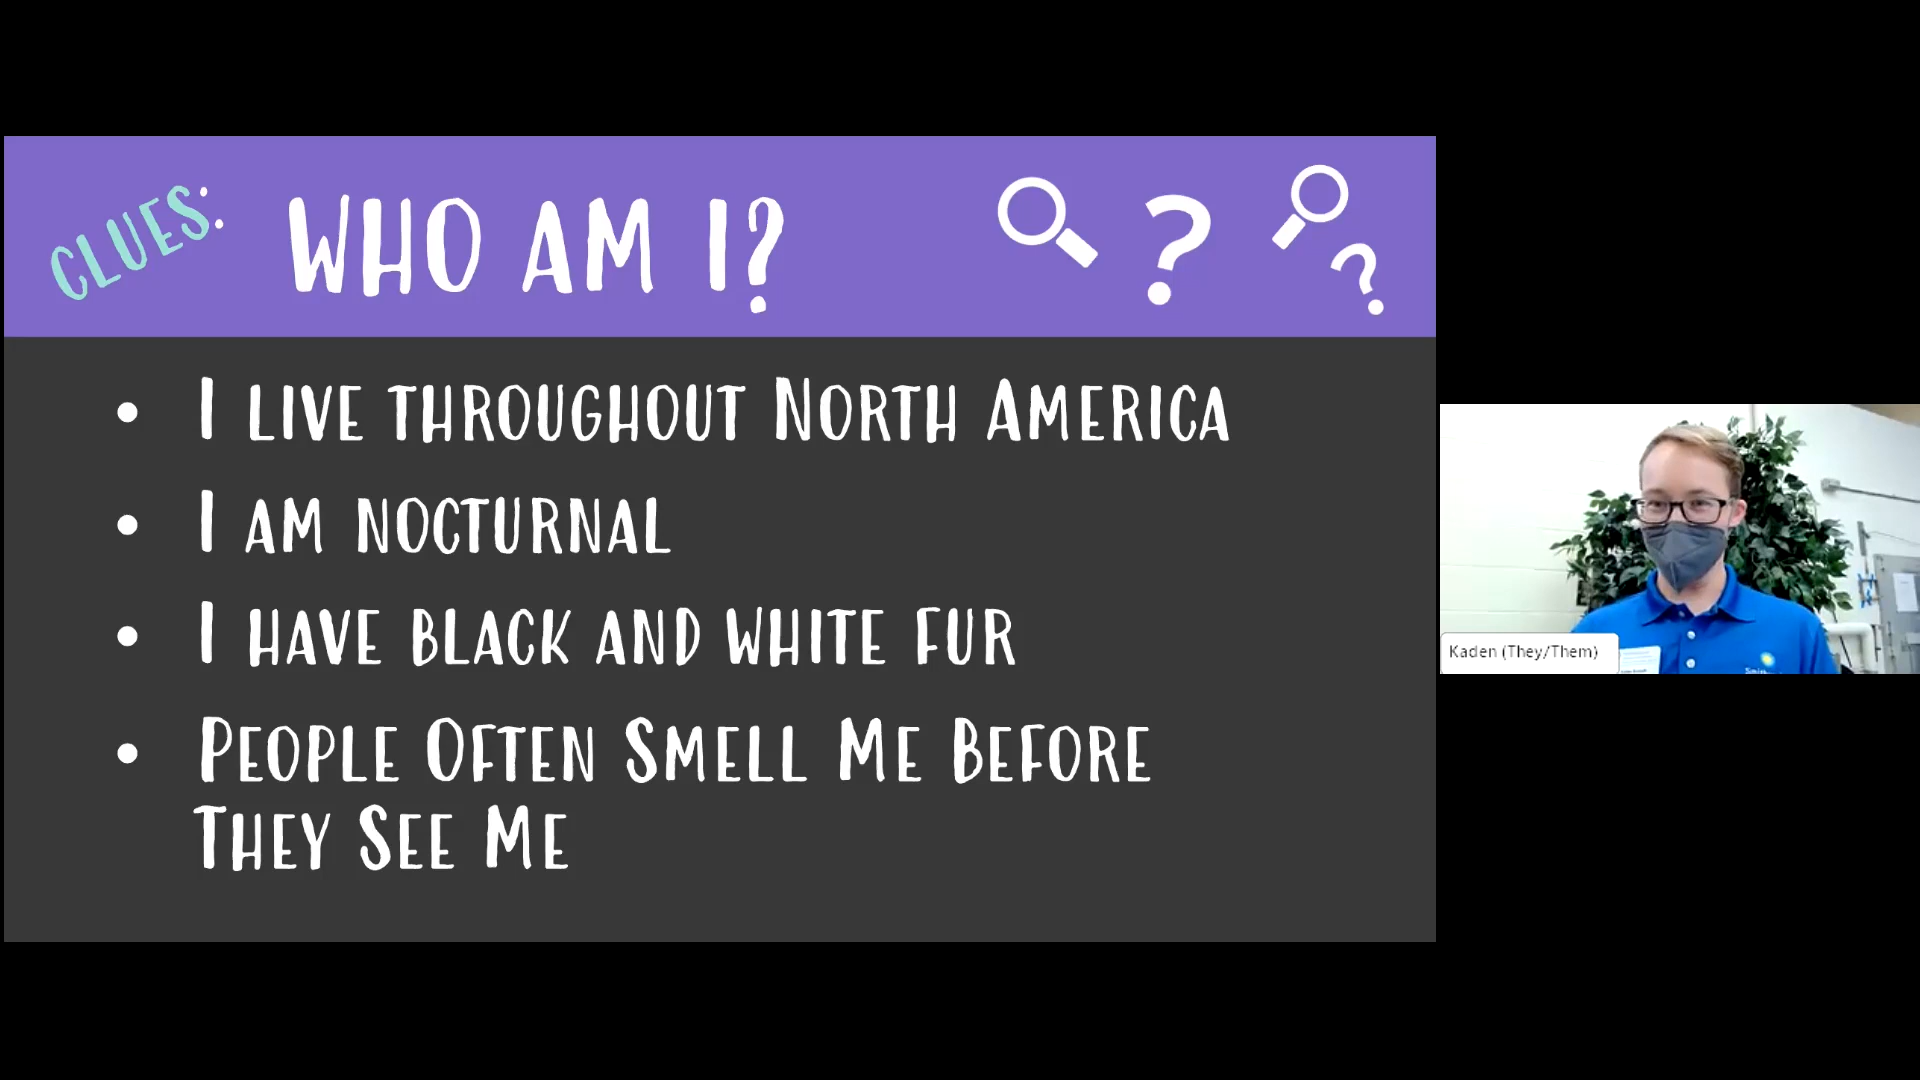 CLUES:
WHO AM I?
I LIVE THROUGHOUT NORTH AMERICA
I AM NOCTURNAL
I HAVE BLACK AND WHITE FUR
PEOPLE OFTEN SMELL ME BEFORE
THEY SEE ME
Kaden (They/Them)